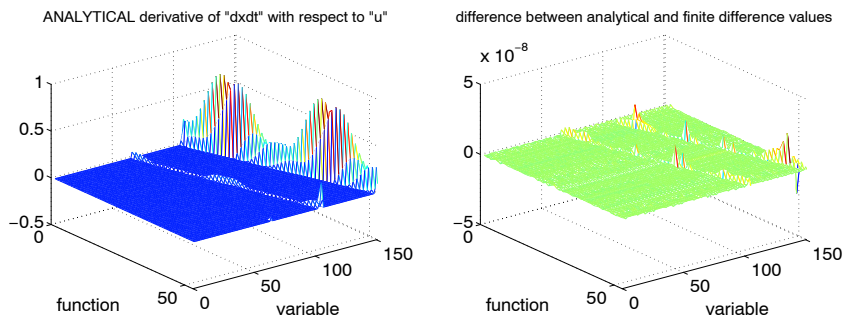 ANALYTICAL derivative of "dxdt" with respect to "u"
1
0.5
0
-0.5
0
50
function
0
50
100
150
variable
difference between analytical and finite difference values
x 10^-8
5
0
-5
0
50
function
0
50
100
150
variable